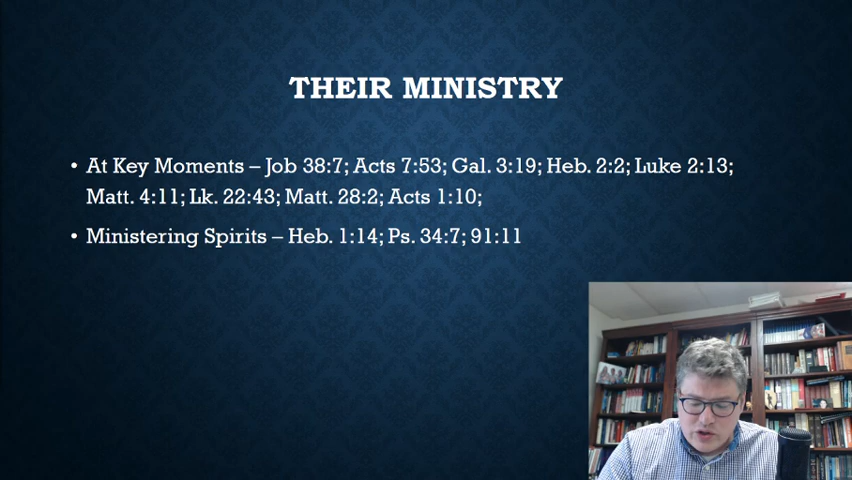 THEIR MINISTRY
• At Key Moments – Job 38:7; Acts 7:53; Gal. 3:19; Heb. 2:2; Luke 2:13;
Matt. 4:11; Lk. 22:43; Matt. 28:2; Acts 1:10;
• Ministering Spirits – Heb. 1:14; Ps. 34:7; 91:11